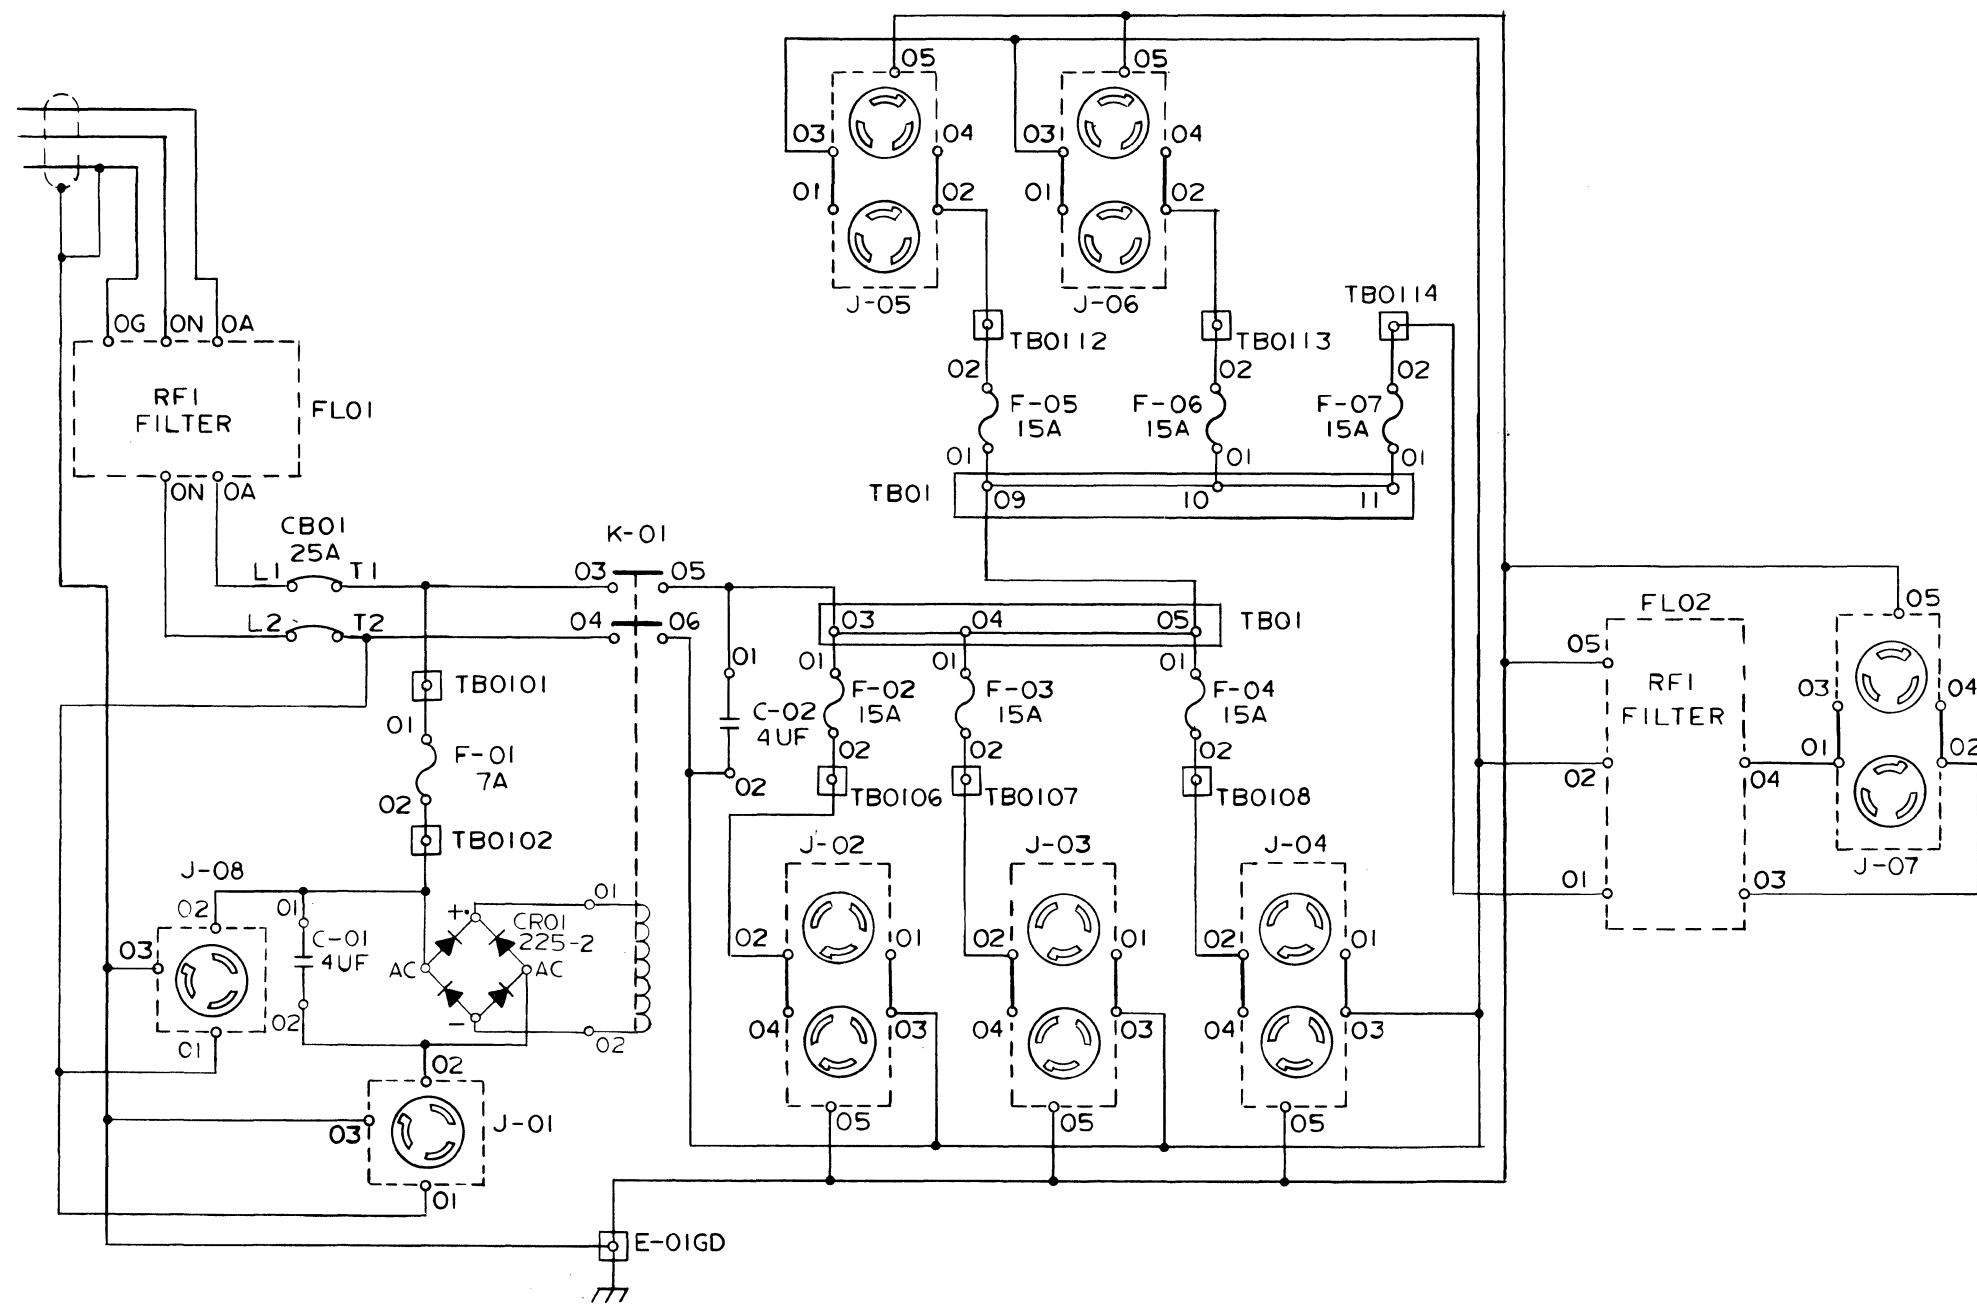 05
05
03
04
03
04
01
02
01
02
J-05
J-06
TB0114
0G
0N
0A
TB0112
TB0113
02
02
02
RFI
FILTER
FL01
F-05
15A
F-06
15A
F-07
15A
01
01
01
0N
0A
TB01
09
10
11
CB01
25A
K-01
L1
T1
03
05
L2
T2
04
06
03
04
05
TB01
FL02
05
05
01
01
01
01
TB0101
F-02
15A
F-03
15A
F-04
15A
RFI
FILTER
03
04
01
C-02
4UF
F-01
7A
02
02
02
02
01
02
02
04
02
TB0106
TB0107
TB0108
TB0102
J-02
J-03
J-04
J-07
J-08
01
03
01
02
01
+
CR01
225-2
C-01
4UF
03
AC
AC
02
01
02
01
02
01
02
-
02
04
03
04
03
04
03
01
02
J-01
03
05
05
05
01
E-01GD